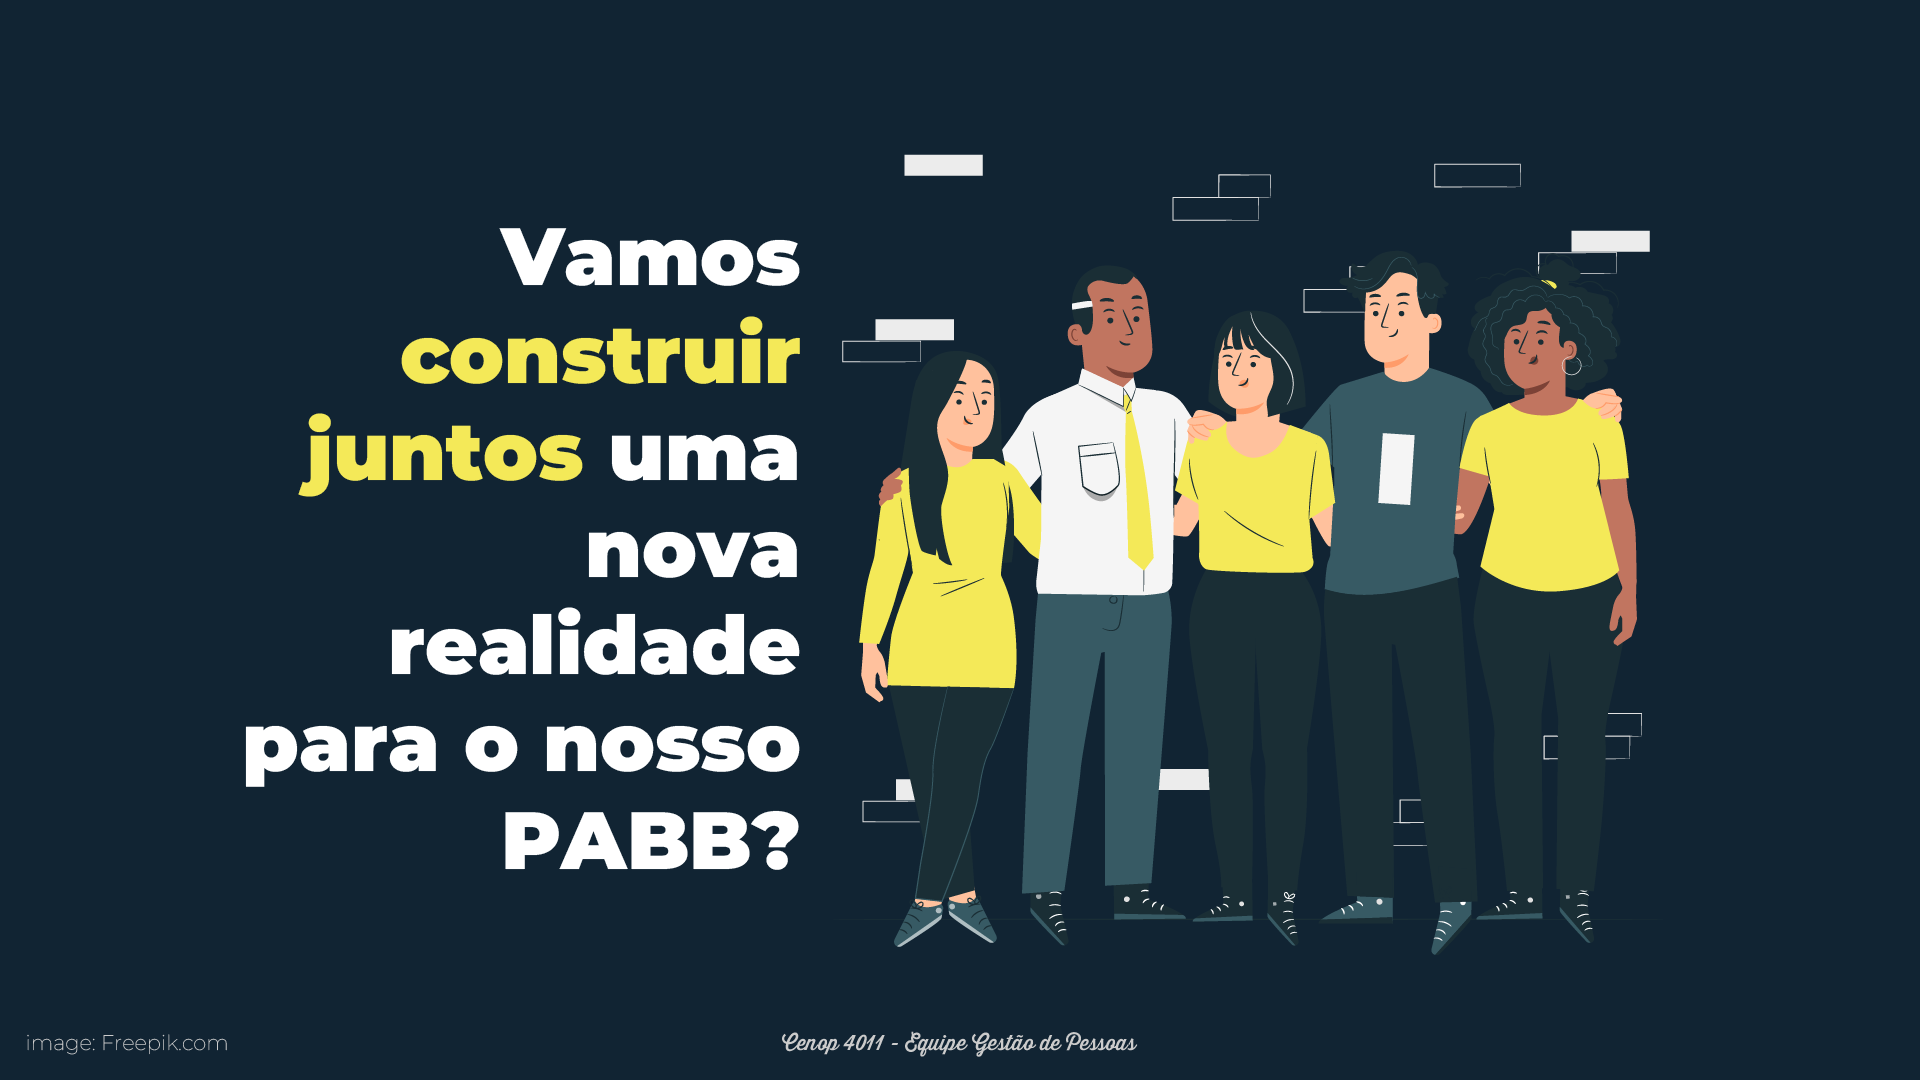 Vamos
construir
juntos uma
nova
realidade
para o nosso
PABB?
image: Freepik.com
Cenop 4011 - Equipe Gestão de Pessoas